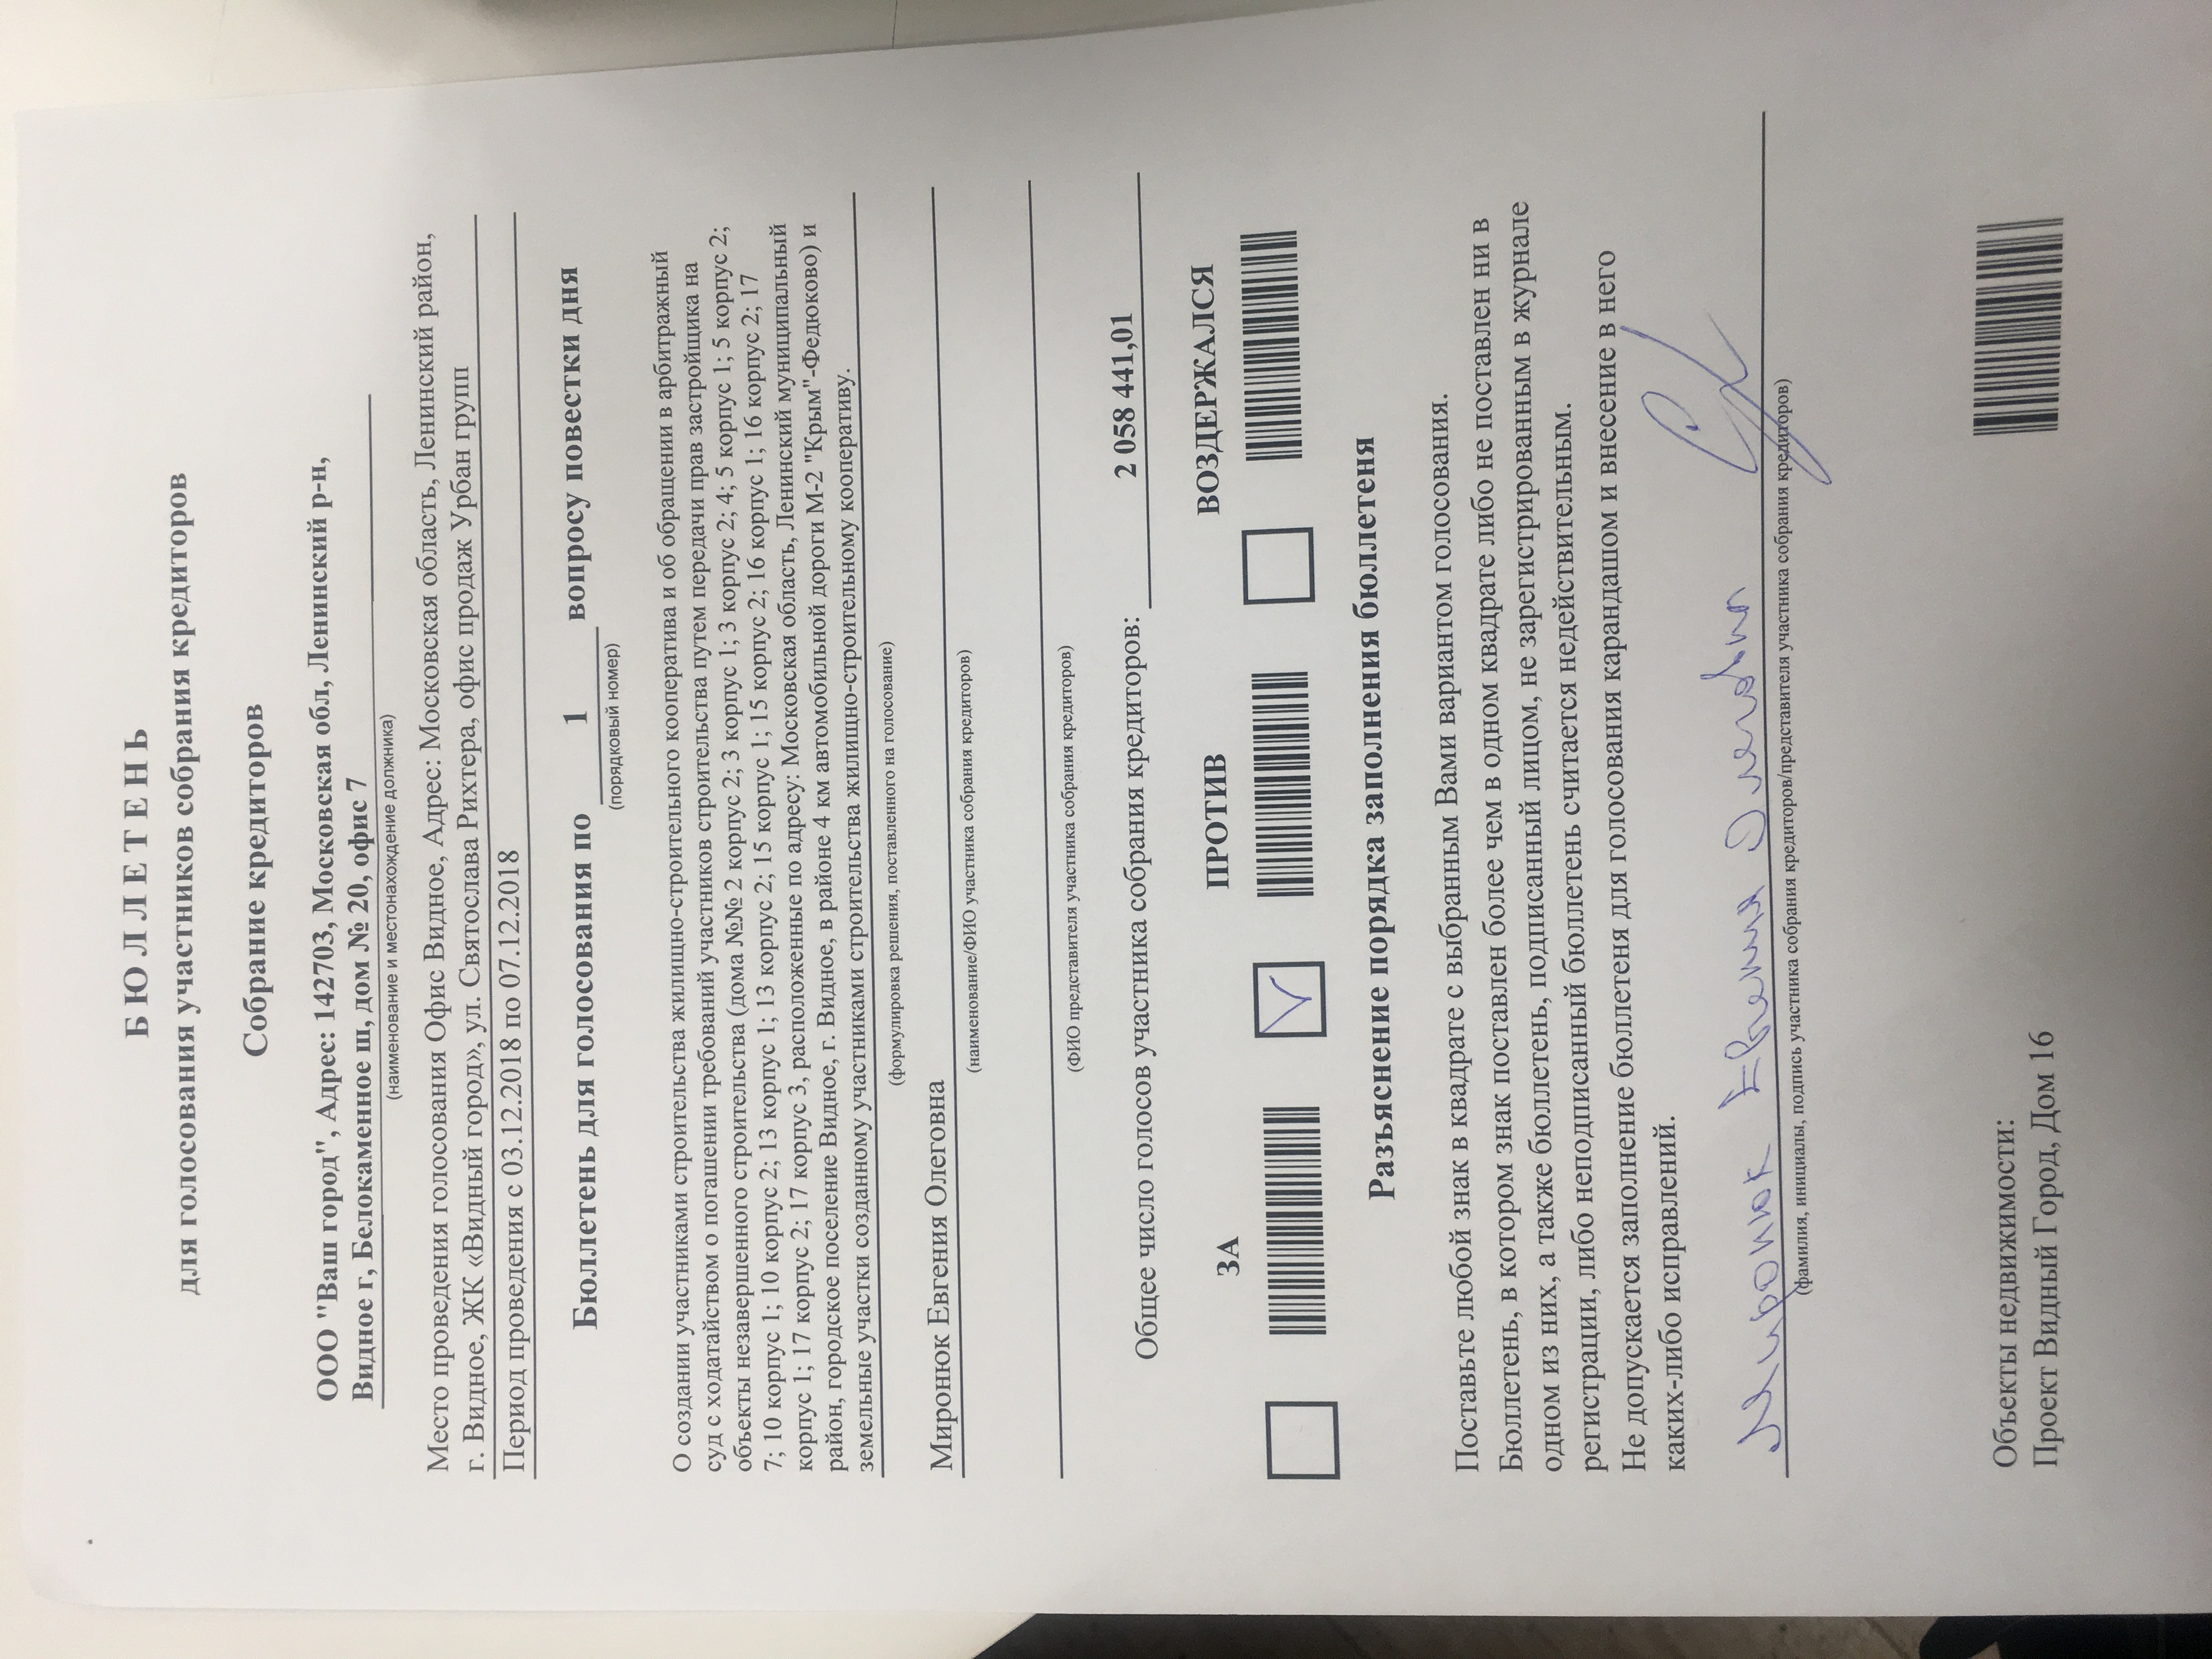 БЮЛЛЕТЕНЬ
для голосования участников собрания кредиторов
Собрание кредиторов
ООО "Ваш город", Адрес: 142703, Московская обл, Ленинский р-н,
Видное г, Белокаменное ш, дом № 20, офис 7
(наименование и местонахождение должника)
Место проведения голосования Офис Видное, Адрес: Московская область, Ленинский район,
г. Видное, ЖК «Видный город», ул. Святослава Рихтера, офис продаж Урбан групп
Период проведения с 03.12.2018 по 07.12.2018
Бюллетень для голосования по 1 вопросу повестки дня
(порядковый номер)
О создании участниками строительства жилищно-строительного кооператива и об обращении в арбитражный
суд с ходатайством о погашении требований участников строительства путем передачи прав застройщика на
объекты незавершенного строительства (дома №№ 2 корпус 2; 3 корпус 1; 3 корпус 2; 4; 5 корпус 1; 5 корпус 2;
7; 10 корпус 1; 10 корпус 2; 13 корпус 1; 13 корпус 2; 15 корпус 1; 15 корпус 2; 16 корпус 1; 16 корпус 2; 17
корпус 1; 17 корпус 2; 17 корпус 3, расположенные по адресу: Московская область, Ленинский муниципальный
район, городское поселение Видное, г. Видное, в районе 4 км автомобильной дороги М-2 "Крым"-Федюково) и
земельные участки созданному участниками строительства жилищно-строительному кооперативу.
(формулировка решения, поставленного на голосование)
Миронюк Евгения Олеговна
(наименование/ФИО участника собрания кредиторов)
(ФИО представителя участника собрания кредиторов)
Общее число голосов участника собрания кредиторов: 2 058 441,01
ЗА ПРОТИВ ВОЗДЕРЖАЛСЯ
Разъяснение порядка заполнения бюллетеня
Поставьте любой знак в квадрате с выбранным Вами вариантом голосования.
Бюллетень, в котором знак поставлен более чем в одном квадрате либо не поставлен ни в
одном из них, а также бюллетень, подписанный лицом, не зарегистрированным в журнале
регистрации, либо неподписанный бюллетень считается недействительным.
Не допускается заполнение бюллетеня для голосования карандашом и внесение в него
каких-либо исправлений.
Миронюк Евгения Олеговна
(фамилия, инициалы, подпись участника собрания кредиторов/представителя участника собрания кредиторов)
Объекты недвижимости:
Проект Видный Город, Дом 16